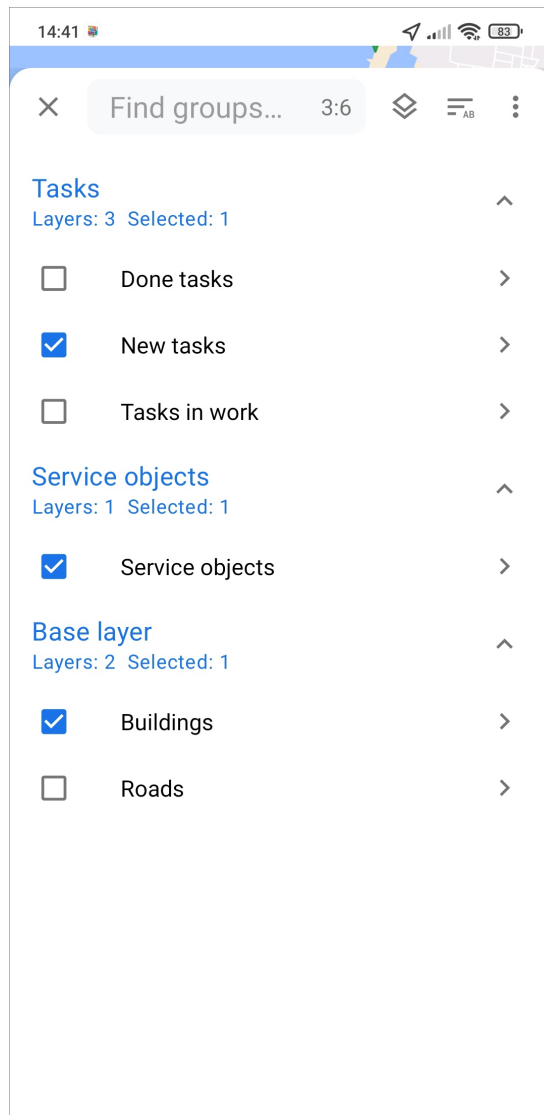 14:41
83
Find groups... 3:6
AB
Tasks
Layers: 3 Selected: 1
Done tasks
New tasks
Tasks in work
Service objects
Layers: 1 Selected: 1
Service objects
Base layer
Layers: 2 Selected: 1
Buildings
Roads